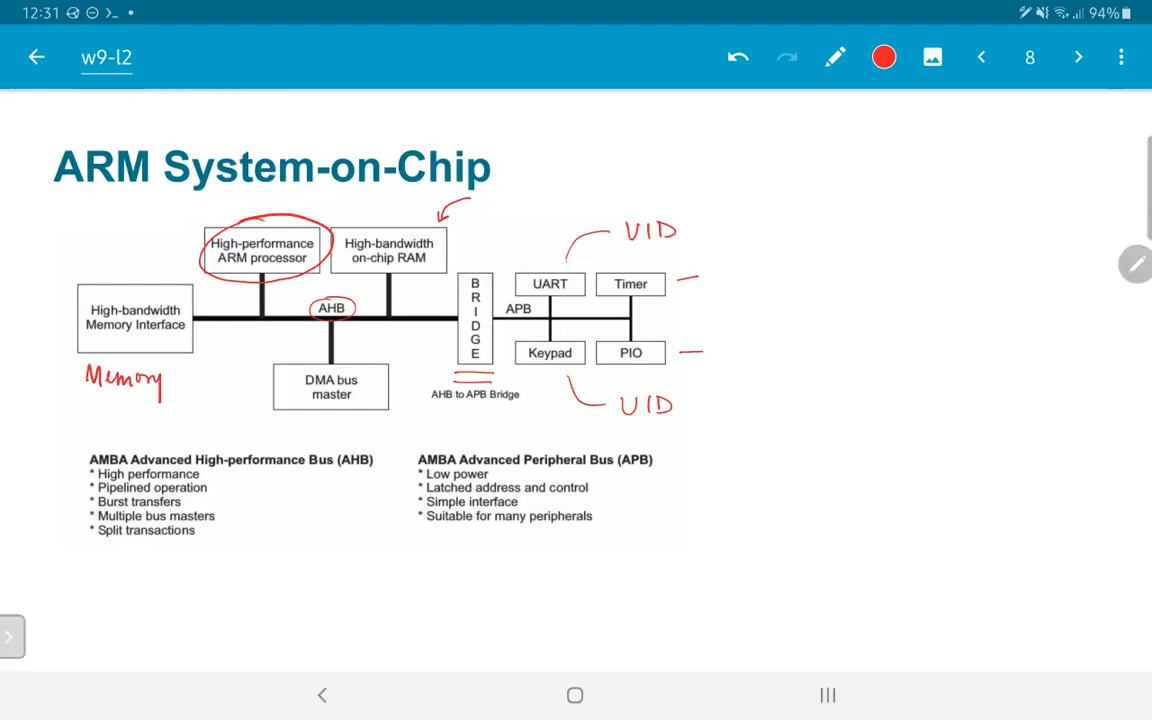 12:31 94%
w9-l2 8
ARM System-on-Chip
High-performance
ARM processor
High-bandwidth
on-chip RAM
VID
High-bandwidth
Memory Interface
AHB
BRIDGE
UART
Timer
APB
Keypad
PIO
Memory
DMA bus
master
AHB to APB Bridge
VID
AMBA Advanced High-performance Bus (AHB)
* High performance
* Pipelined operation
* Burst transfers
* Multiple bus masters
* Split transactions
AMBA Advanced Peripheral Bus (APB)
* Low power
* Latched address and control
* Simple interface
* Suitable for many peripherals